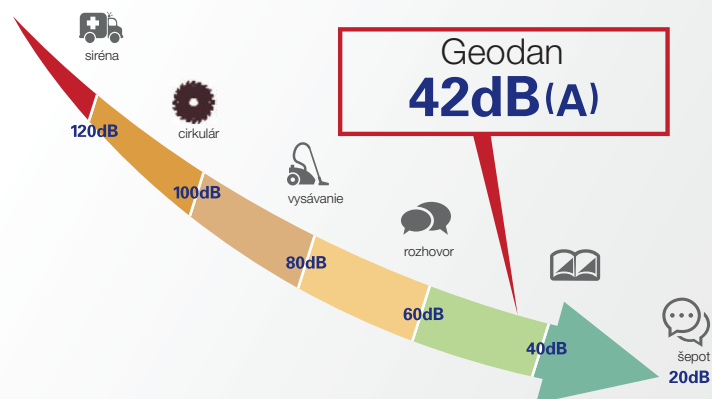 siréna
Geodan
42dB(A)
120dB
cirkulár
100dB
vysávanie
80dB
rozhovor
60dB
40dB
šepot
20dB